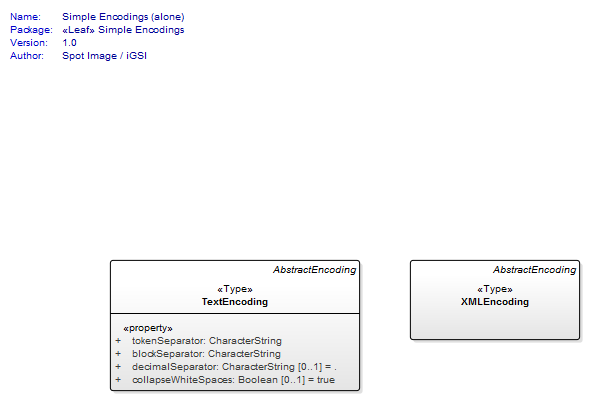 Name: Simple Encodings (alone)
Package: «Leaf» Simple Encodings
Version: 1.0
Author: Spot Image / iGSI
AbstractEncoding
«Type»
TextEncoding
«property»
+ tokenSeparator: CharacterString
+ blockSeparator: CharacterString
+ decimalSeparator: CharacterString [0..1] = .
+ collapseWhiteSpaces: Boolean [0..1] = true
AbstractEncoding
«Type»
XMLEncoding